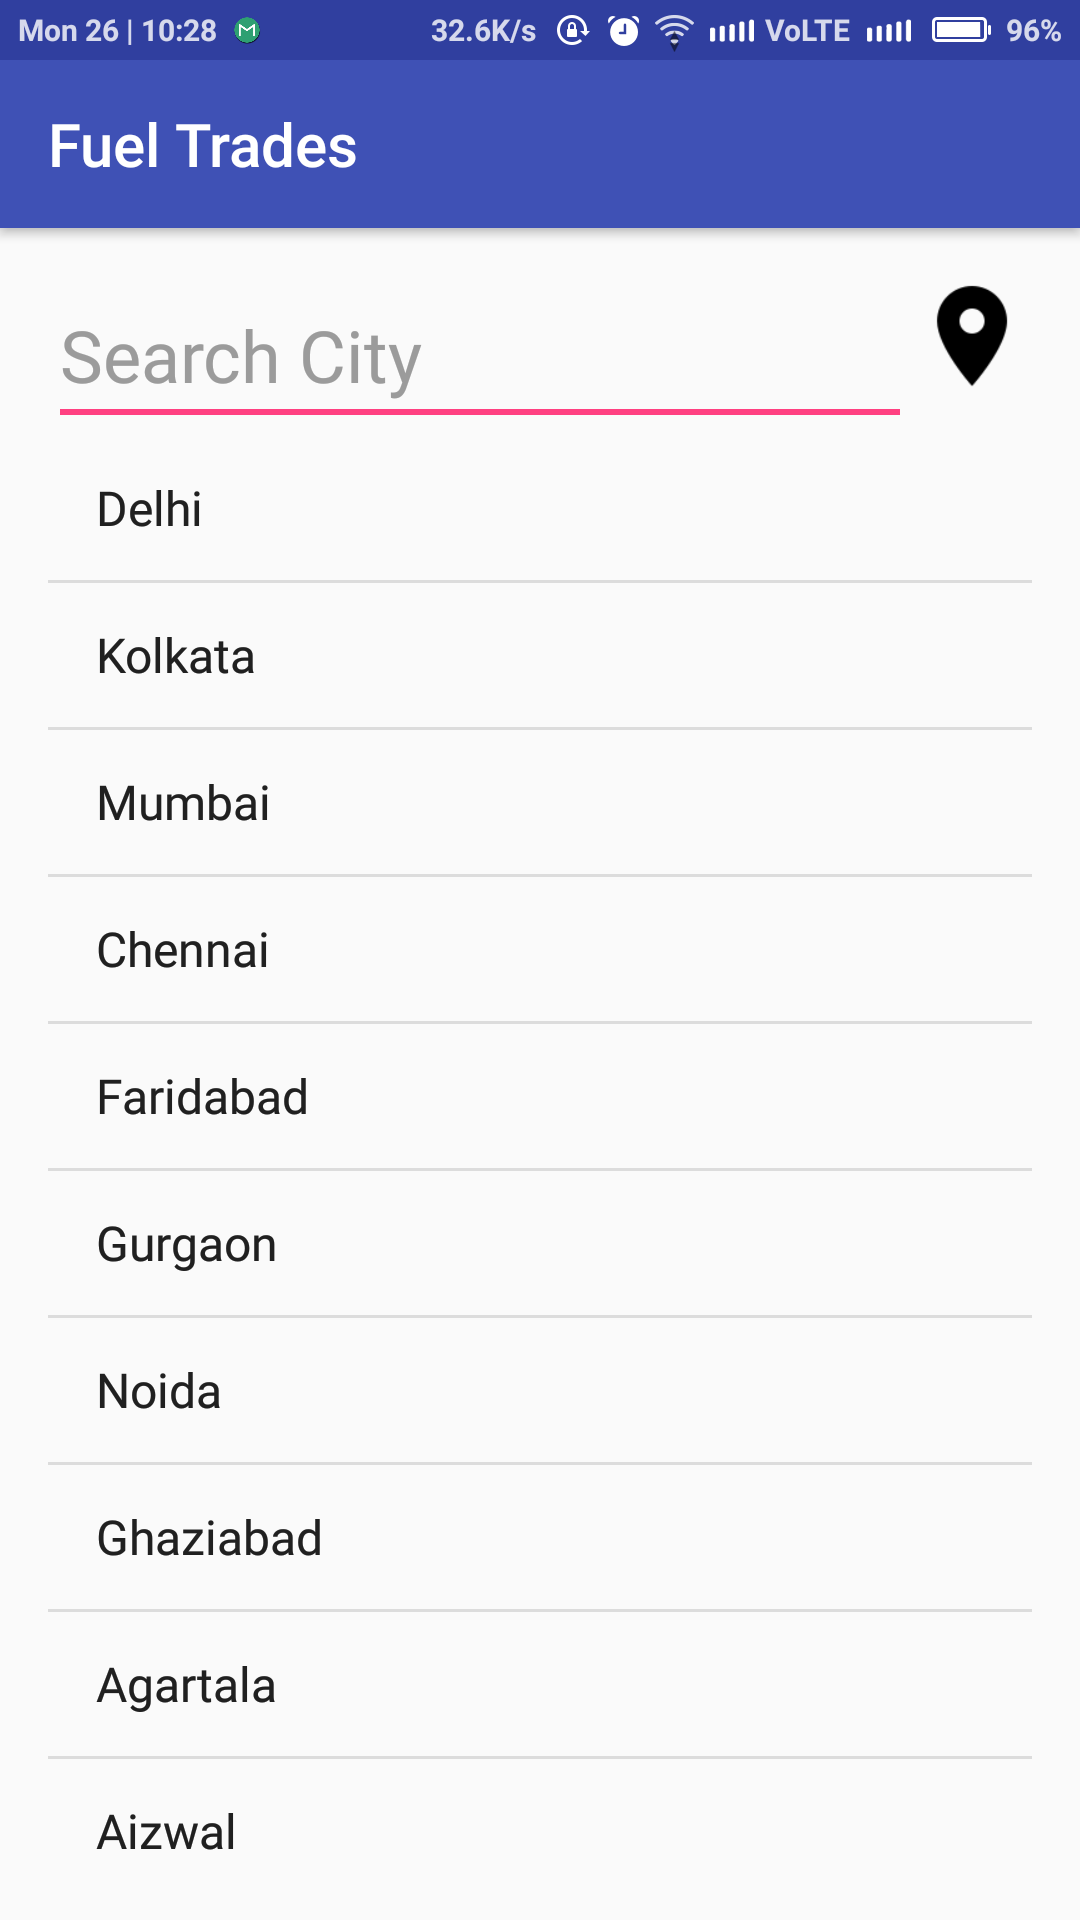 Mon 26 | 10:28 32.6K/s VoLTE 96%
Fuel Trades
Search City
Delhi
Kolkata
Mumbai
Chennai
Faridabad
Gurgaon
Noida
Ghaziabad
Agartala
Aizwal